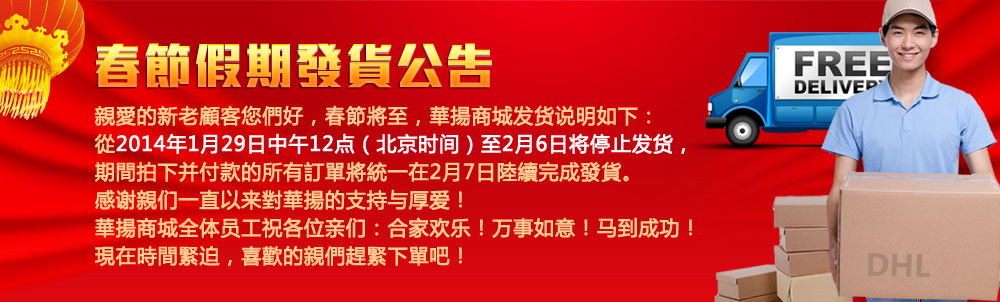 春節假期發貨公告
親愛的新老顧客您們好，春節將至，華揚商城发货说明如下：
從2014年1月29日中午12点（北京时间）至2月6日将停止发货，
期間拍下并付款的所有訂單將統一在2月7日陸續完成發貨。
感谢親们一直以来對華揚的支持与厚爱！
華揚商城全体员工祝各位亲们：合家欢乐！万事如意！马到成功！
現在時間緊迫，喜歡的親們趕緊下單吧！
FREE
DELIVERY
DHL